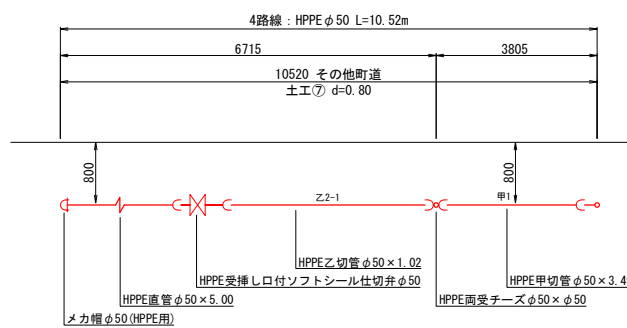 4路線：HPPEφ50 L=10.52m
6715
3805
10520 その他町道
土工⑦ d=0.80
800
800
乙2-1
甲1
HPPE乙切管φ50×1.02
HPPE甲切管φ50×3.4
HPPE受挿し口付ソフトシール仕切弁φ50
HPPE直管φ50×5.00
HPPE両受チーズφ50×φ50
メカ帽φ50(HPPE用)